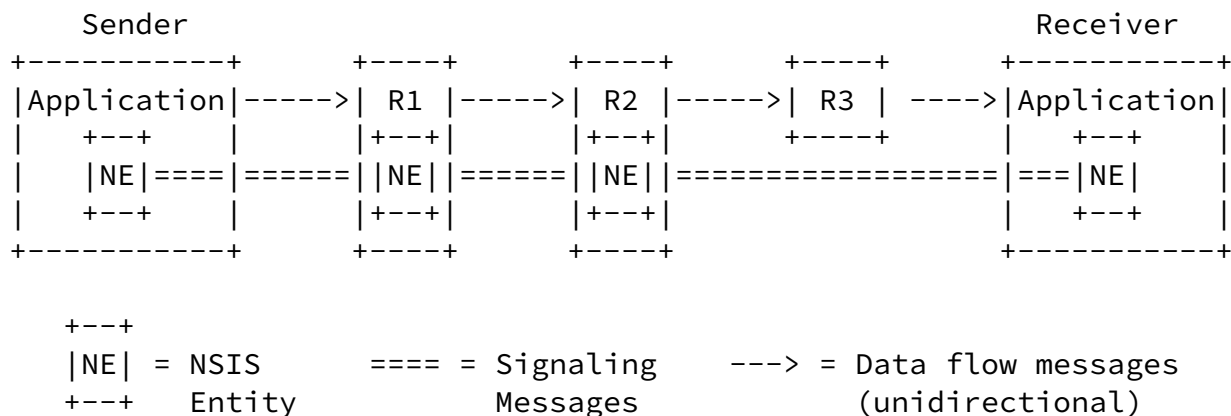 Sender                                               Receiver
+-----------+      +----+      +----+      +----+      +-----------+
|Application|----->| R1 |----->| R2 |----->| R3 | ---->|Application|
|   +--+    |      |+--+|      |+--+|      +----+      |   +--+    |
|   |NE|====|======||NE||======||NE||==================|===|NE|    |
|   +--+    |      |+--+|      |+--+|                  |   +--+    |
+-----------+      +----+      +----+                  +-----------+
   +--+
   |NE| = NSIS      ==== = Signaling    ---> = Data flow messages
   +--+   Entity           Messages            (unidirectional)